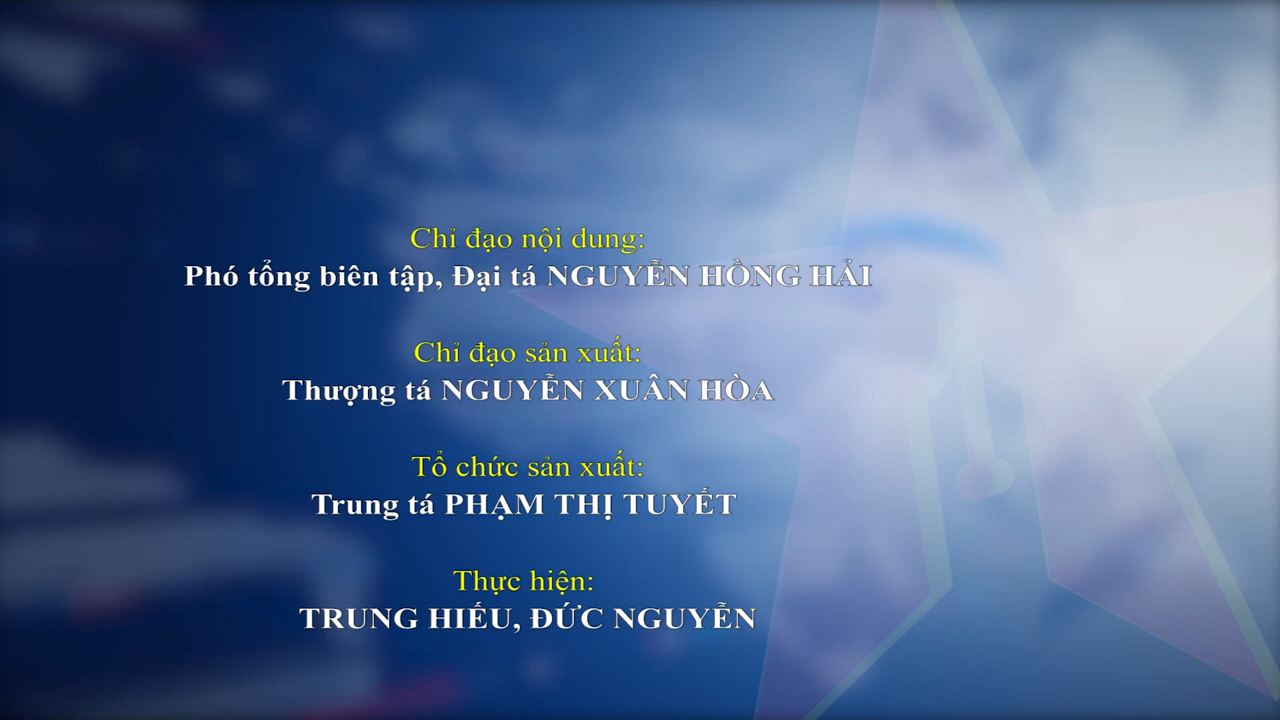 Chỉ đạo nội dung:
Phó tổng biên tập, Đại tá NGUYỄN HỒNG HẢI
Chỉ đạo sản xuất:
Thượng tá NGUYỄN XUÂN HÒA
Tổ chức sản xuất:
Trung tá PHẠM THỊ TUYẾT
Thực hiện:
TRUNG HIẾU, ĐỨC NGUYỄN